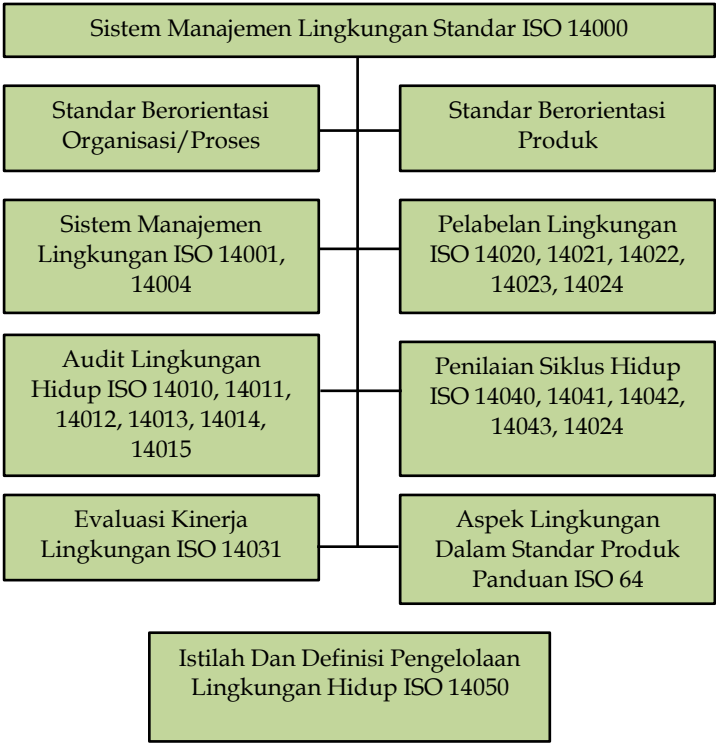 Sistem Manajemen Lingkungan Standar ISO 14000
Standar Berorientasi
Organisasi/Proses
Standar Berorientasi
Produk
Sistem Manajemen
Lingkungan ISO 14001,
14004
Pelabelan Lingkungan
ISO 14020, 14021, 14022,
14023, 14024
Audit Lingkungan
Hidup ISO 14010, 14011,
14012, 14013, 14014,
14015
Penilaian Siklus Hidup
ISO 14040, 14041, 14042,
14043, 14024
Evaluasi Kinerja
Lingkungan ISO 14031
Aspek Lingkungan
Dalam Standar Produk
Panduan ISO 64
Istilah Dan Definisi Pengelolaan
Lingkungan Hidup ISO 14050